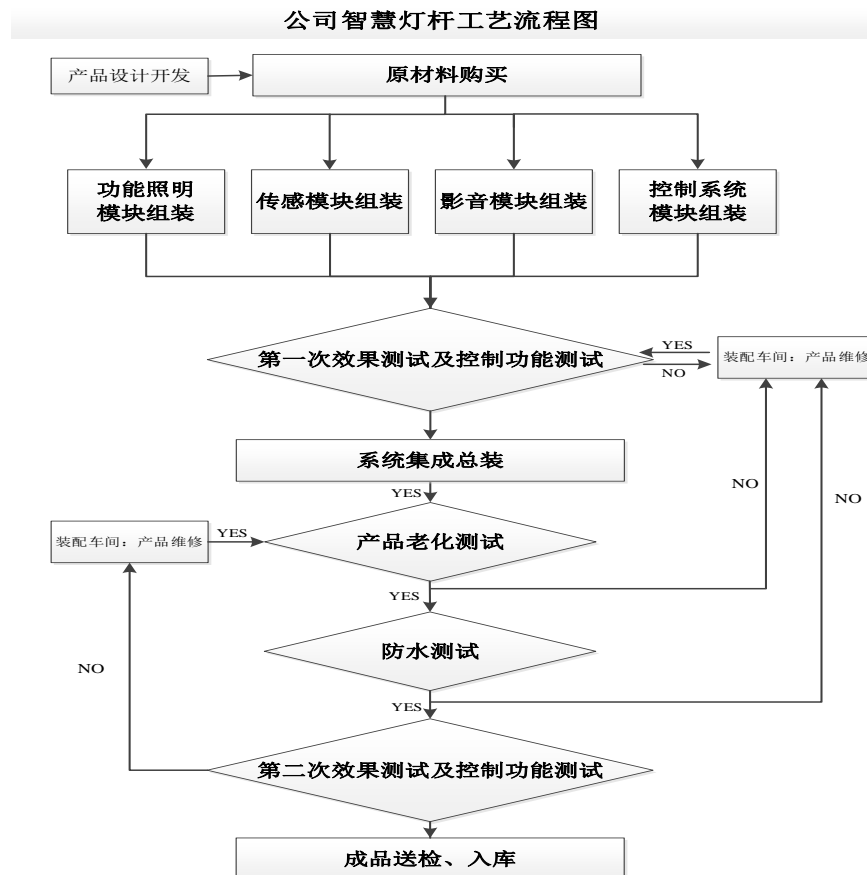 公司智慧灯杆工艺流程图
产品设计开发
原材料购买
功能照明
模块组装
传感模块组装
影音模块组装
控制系统
模块组装
第一次效果测试及控制功能测试
YES
NO
装配车间：产品维修
系统集成总装
YES
NO
NO
装配车间：产品维修
YES
产品老化测试
YES
防水测试
NO
YES
第二次效果测试及控制功能测试
成品送检、入库